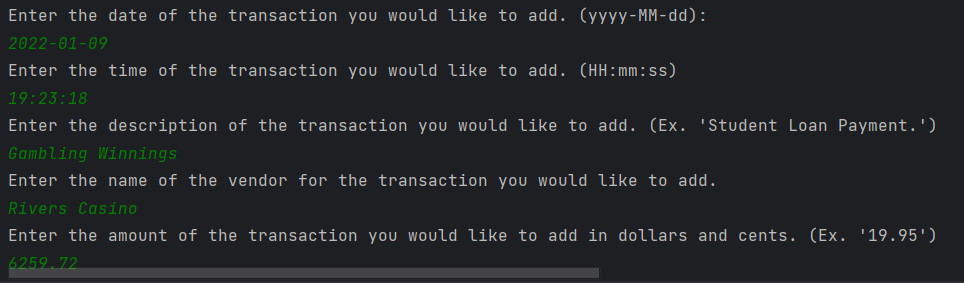 Enter the date of the transaction you would like to add. (yyyy-MM-dd):
2022-01-09
Enter the time of the transaction you would like to add. (HH:mm:ss)
19:23:18
Enter the description of the transaction you would like to add. (Ex. 'Student Loan Payment.')
Gambling Winnings
Enter the name of the vendor for the transaction you would like to add.
Rivers Casino
Enter the amount of the transaction you would like to add in dollars and cents. (Ex. '19.95')
6259.72